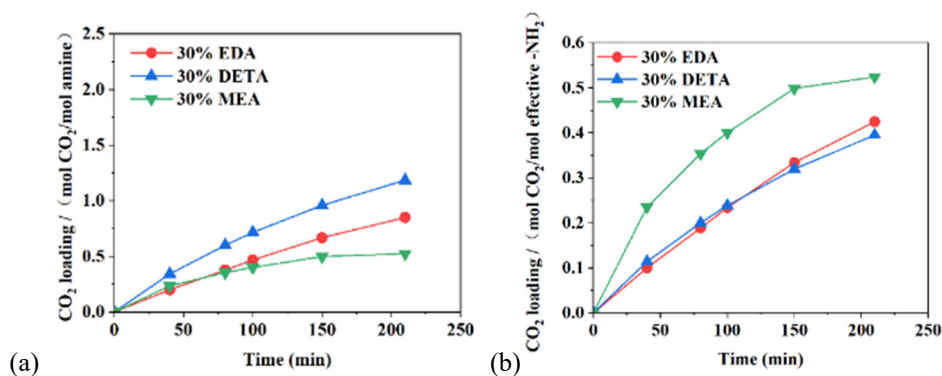 2.5
2.0
1.5
1.0
0.5
0.0
CO₂ loading /（mol CO₂/mol amine）
30% EDA
30% DETA
30% MEA
0 50 100 150 200 250
Time (min)
(a)
0.6
0.5
0.4
0.3
0.2
0.1
0.0
CO₂ loading /（mol CO₂/mol effective -NH₂）
30% EDA
30% DETA
30% MEA
0 50 100 150 200 250
Time (min)
(b)